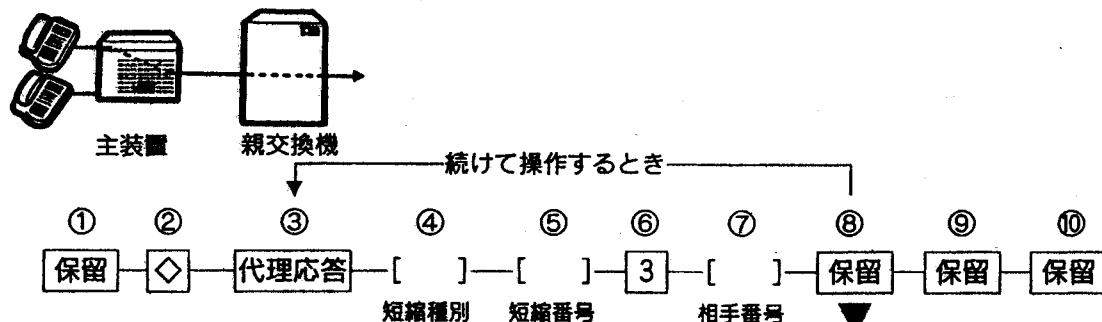 主装置 親交換機
続けて操作するとき
① ② ③ ④ ⑤ ⑥ ⑦ ⑧ ⑨ ⑩
保留 ◇ 代理応答 [ ] [ ] 3 [ ] 保留 保留 保留
短縮種別 短縮番号 相手番号